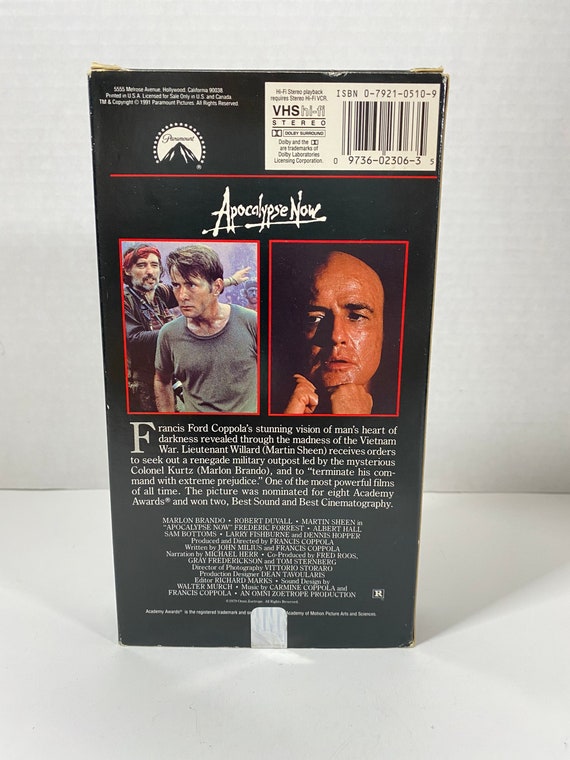 5555 Melrose Avenue, Hollywood, California 90038
Printed in U.S.A. Licensed for Sale Only in U.S. and Canada
TM & Copyright © 1991 Paramount Pictures. All Rights Reserved.
Paramount
®
Hi-Fi Stereo playback
requires Stereo Hi-Fi VCR.
VHS hi-fi
STEREO
DOLBY SURROUND
Dolby and the
are trademarks of
Dolby Laboratories
Licensing Corporation.
ISBN 0-7921-0510-9
0 9736-02306-3 5
Apocalypse Now
Francis Ford Coppola's stunning vision of man's heart of
darkness revealed through the madness of the Vietnam
War. Lieutenant Willard (Martin Sheen) receives orders
to seek out a renegade military outpost led by the mysterious
Colonel Kurtz (Marlon Brando), and to "terminate his com-
mand with extreme prejudice." One of the most powerful films
of all time. The picture was nominated for eight Academy
Awards® and won two, Best Sound and Best Cinematography.
MARLON BRANDO • ROBERT DUVALL • MARTIN SHEEN in
"APOCALYPSE NOW" FREDERIC FORREST • ALBERT HALL
SAM BOTTOMS • LARRY FISHBURNE and DENNIS HOPPER
Produced and Directed by FRANCIS COPPOLA
Written by JOHN MILIUS and FRANCIS COPPOLA
Narration by MICHAEL HERR • Co-Produced by FRED ROOS,
GRAY FREDERICKSON and TOM STERNBERG
Director of Photography VITTORIO STORARO
Production Designer DEAN TAVOULARIS
Editor RICHARD MARKS • Sound Design by
WALTER MURCH • Music by CARMINE COPPOLA and
FRANCIS COPPOLA • AN OMNI ZOETROPE PRODUCTION
©1979 Omni Zoetrope. All Rights Reserved.
R
Academy Awards® is the registered trademark and of Academy of Motion Picture Arts and Sciences.